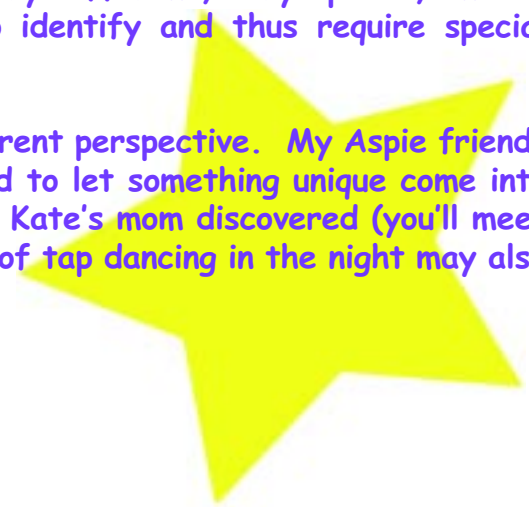 identify and thus require
rent perspective. My Aspie friend
d to let something unique come int
Kate's mom discovered (you'll mee
of tap dancing in the night may als